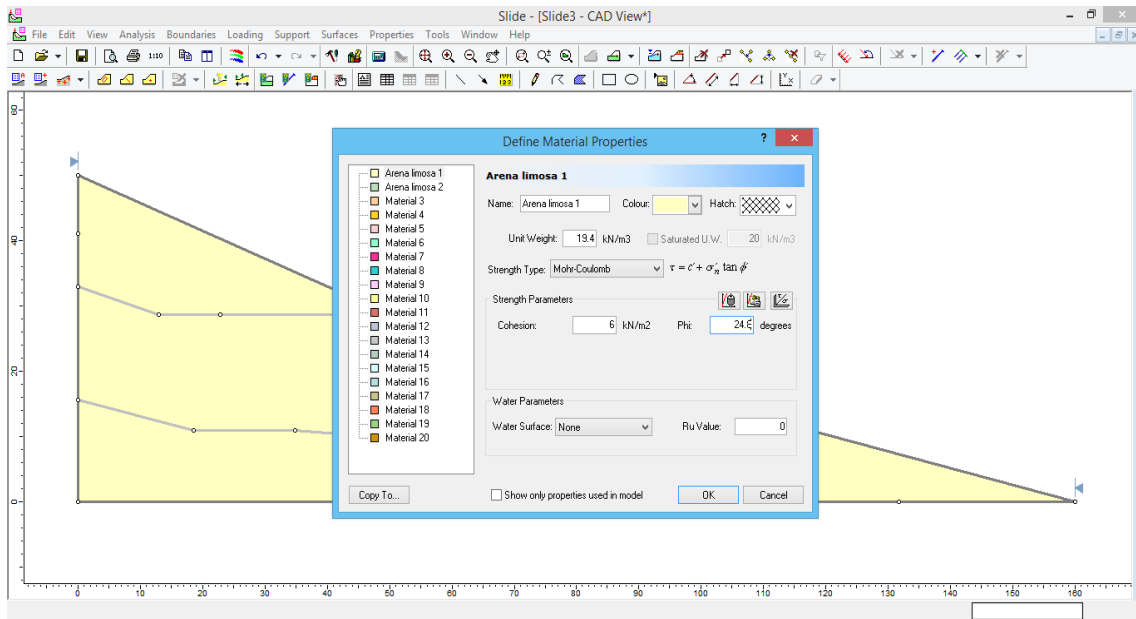 Slide - [Slide3 - CAD View*]
File Edit View Analysis Boundaries Loading Support Surfaces Properties Tools Window Help
1:10
Define Material Properties ?
Arena limosa 1
Arena limosa 2
Material 3
Material 4
Material 5
Material 6
Material 7
Material 8
Material 9
Material 10
Material 11
Material 12
Material 13
Material 14
Material 15
Material 16
Material 17
Material 18
Material 19
Material 20
Arena limosa 1
Name: Arena limosa 1 Colour: Hatch:
Unit Weight: 19.4 kN/m3 Saturated U.W. 20 kN/m3
Strength Type: Mohr-Coulomb τ = c′ + σ′n tan ϕ′
Strength Parameters
Cohesion: 6 kN/m2 Phi: degrees
Water Parameters
Water Surface: None Ru Value: 0
Copy To... Show only properties used in model OK Cancel
60
40
20
0
0 10 20 30 40 50 60 70 80 90 100 110 120 130 140 150 160